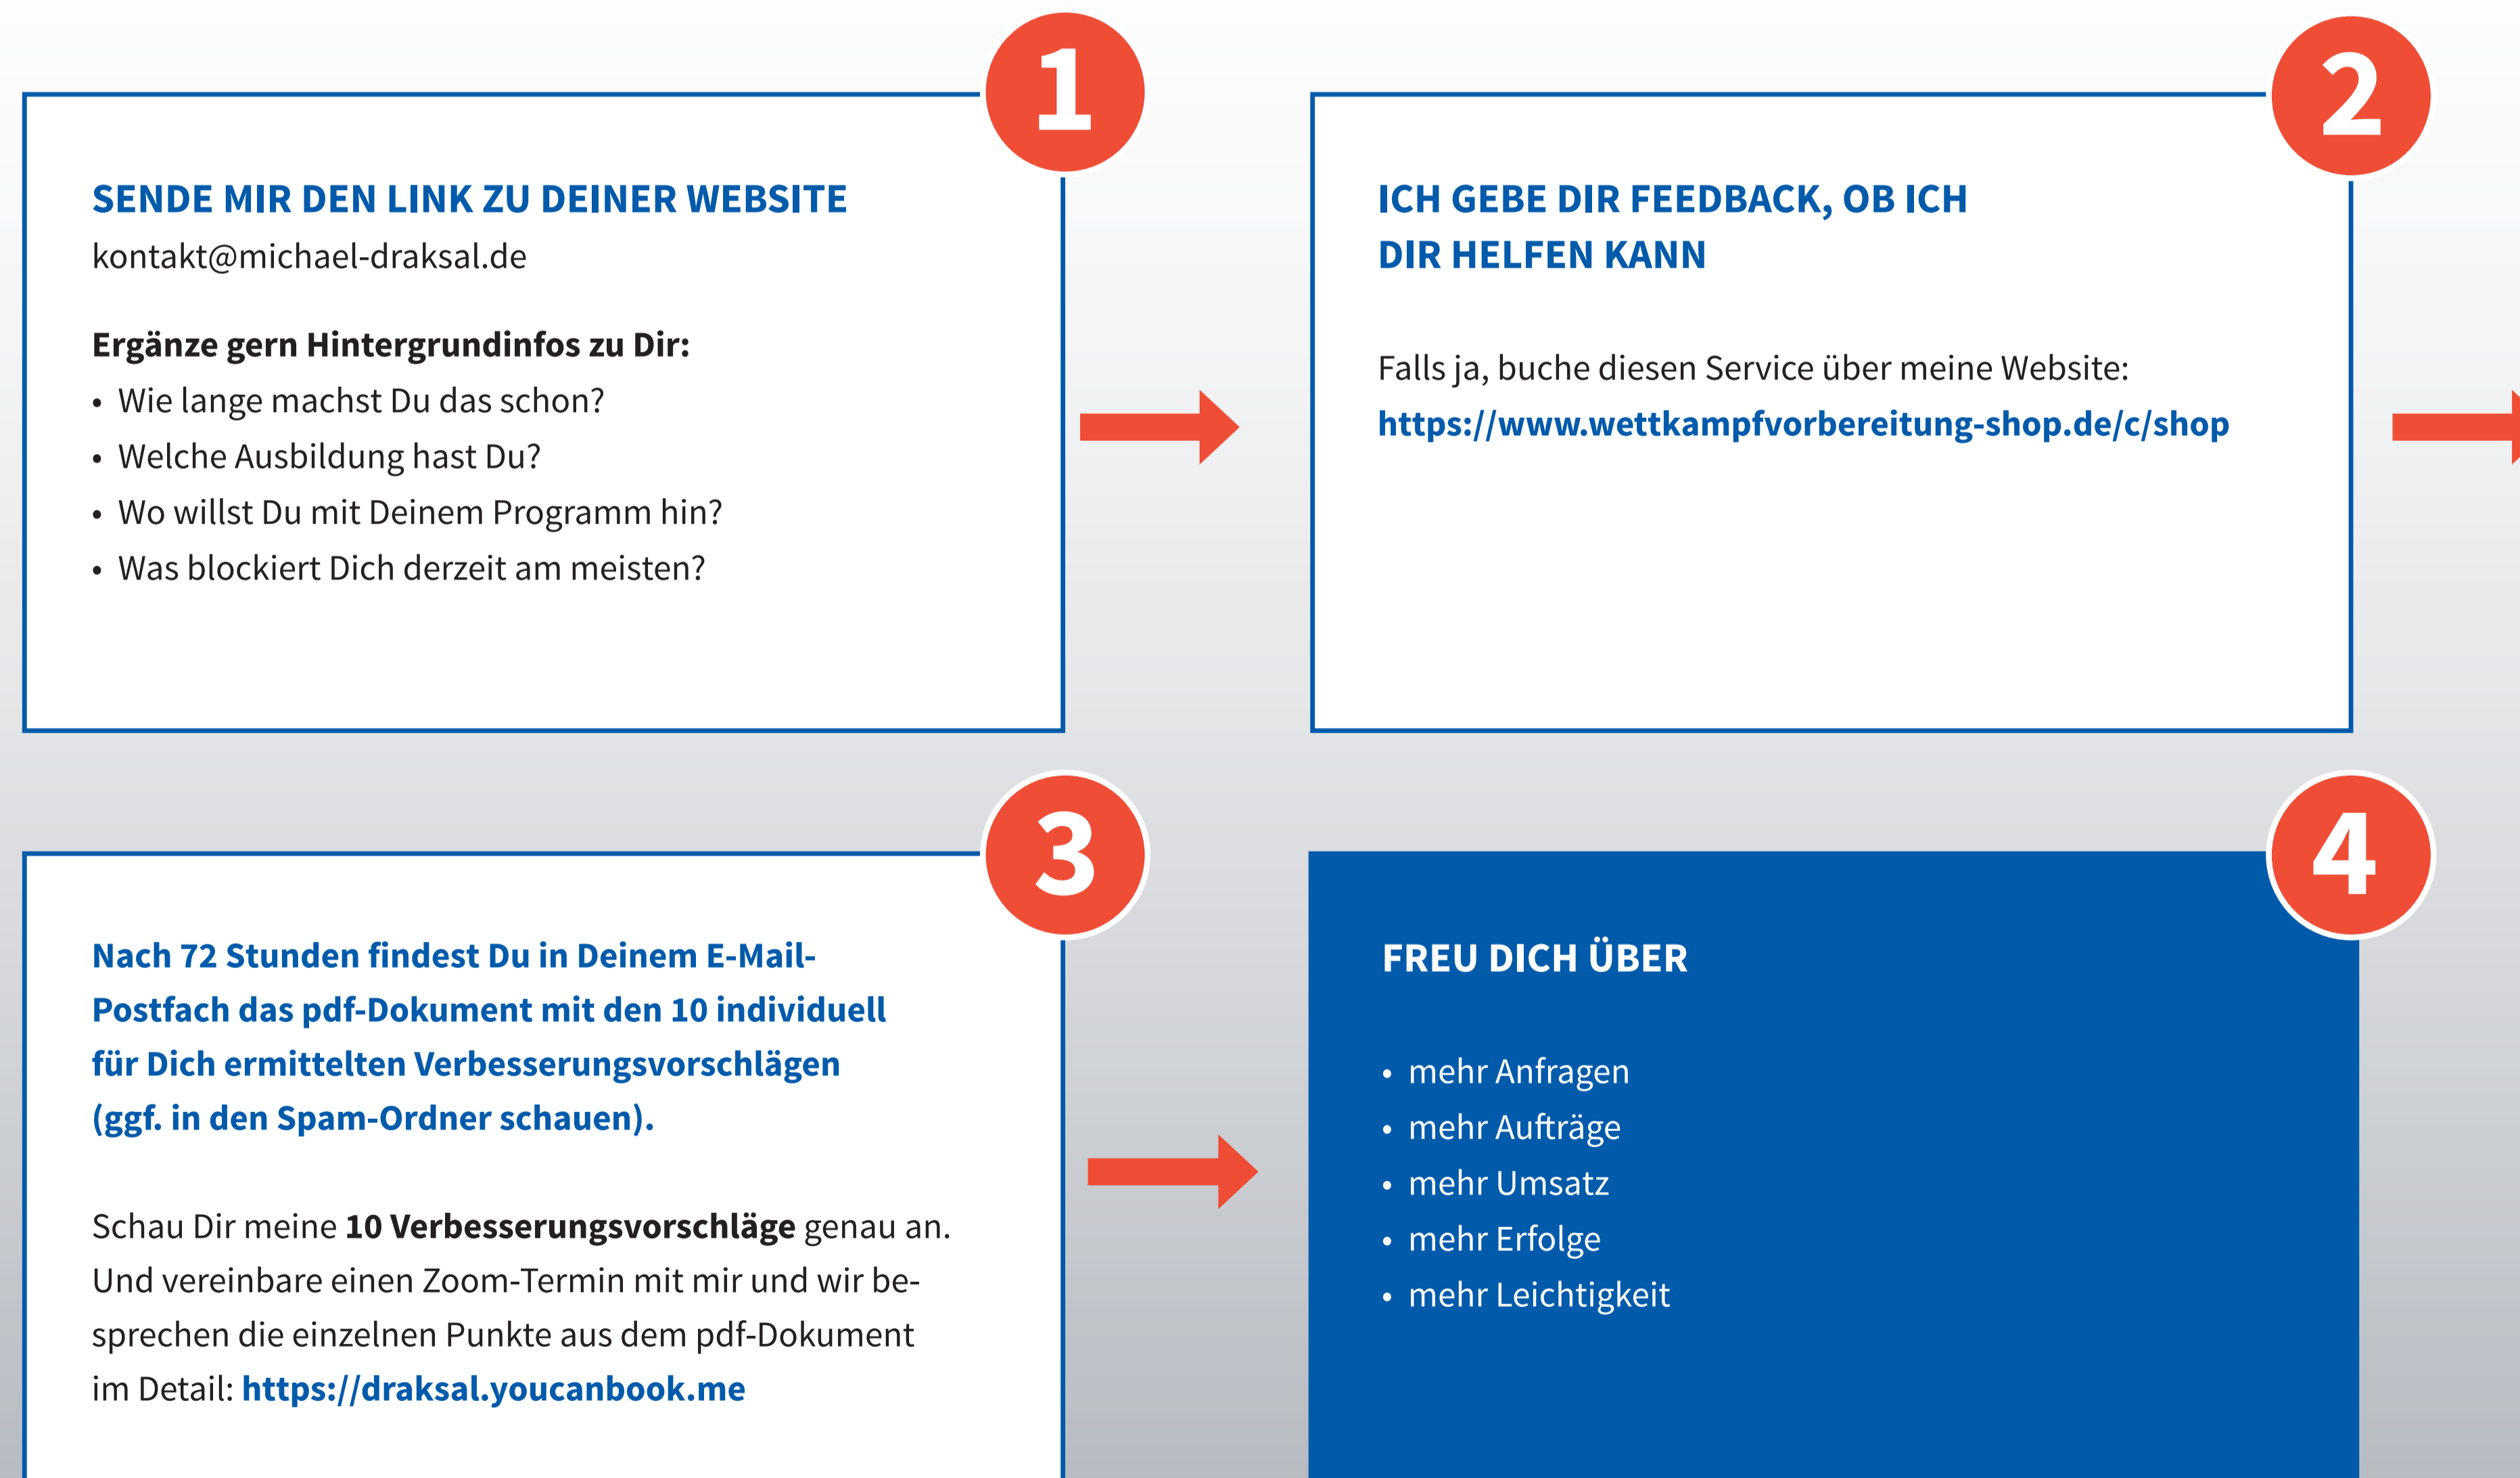 1
SENDE MIR DEN LINK ZU DEINER WEBSITE
kontakt@michael-draksal.de
Ergänze gern Hintergrundinfos zu Dir:
• Wie lange machst Du das schon?
• Welche Ausbildung hast Du?
• Wo willst Du mit Deinem Programm hin?
• Was blockiert Dich derzeit am meisten?
2
ICH GEBE DIR FEEDBACK, OB ICH
DIR HELFEN KANN
Falls ja, buche diesen Service über meine Website:
https://www.wettkampfvorbereitung-shop.de/c/shop
3
Nach 72 Stunden findest Du in Deinem E-Mail-
Postfach das pdf-Dokument mit den 10 individuell
für Dich ermittelten Verbesserungsvorschlägen
(ggf. in den Spam-Ordner schauen).
Schau Dir meine 10 Verbesserungsvorschläge genau an.
Und vereinbare einen Zoom-Termin mit mir und wir be-
sprechen die einzelnen Punkte aus dem pdf-Dokument
im Detail: https://draksal.youcanbook.me
4
FREU DICH ÜBER
• mehr Anfragen
• mehr Aufträge
• mehr Umsatz
• mehr Erfolge
• mehr Leichtigkeit